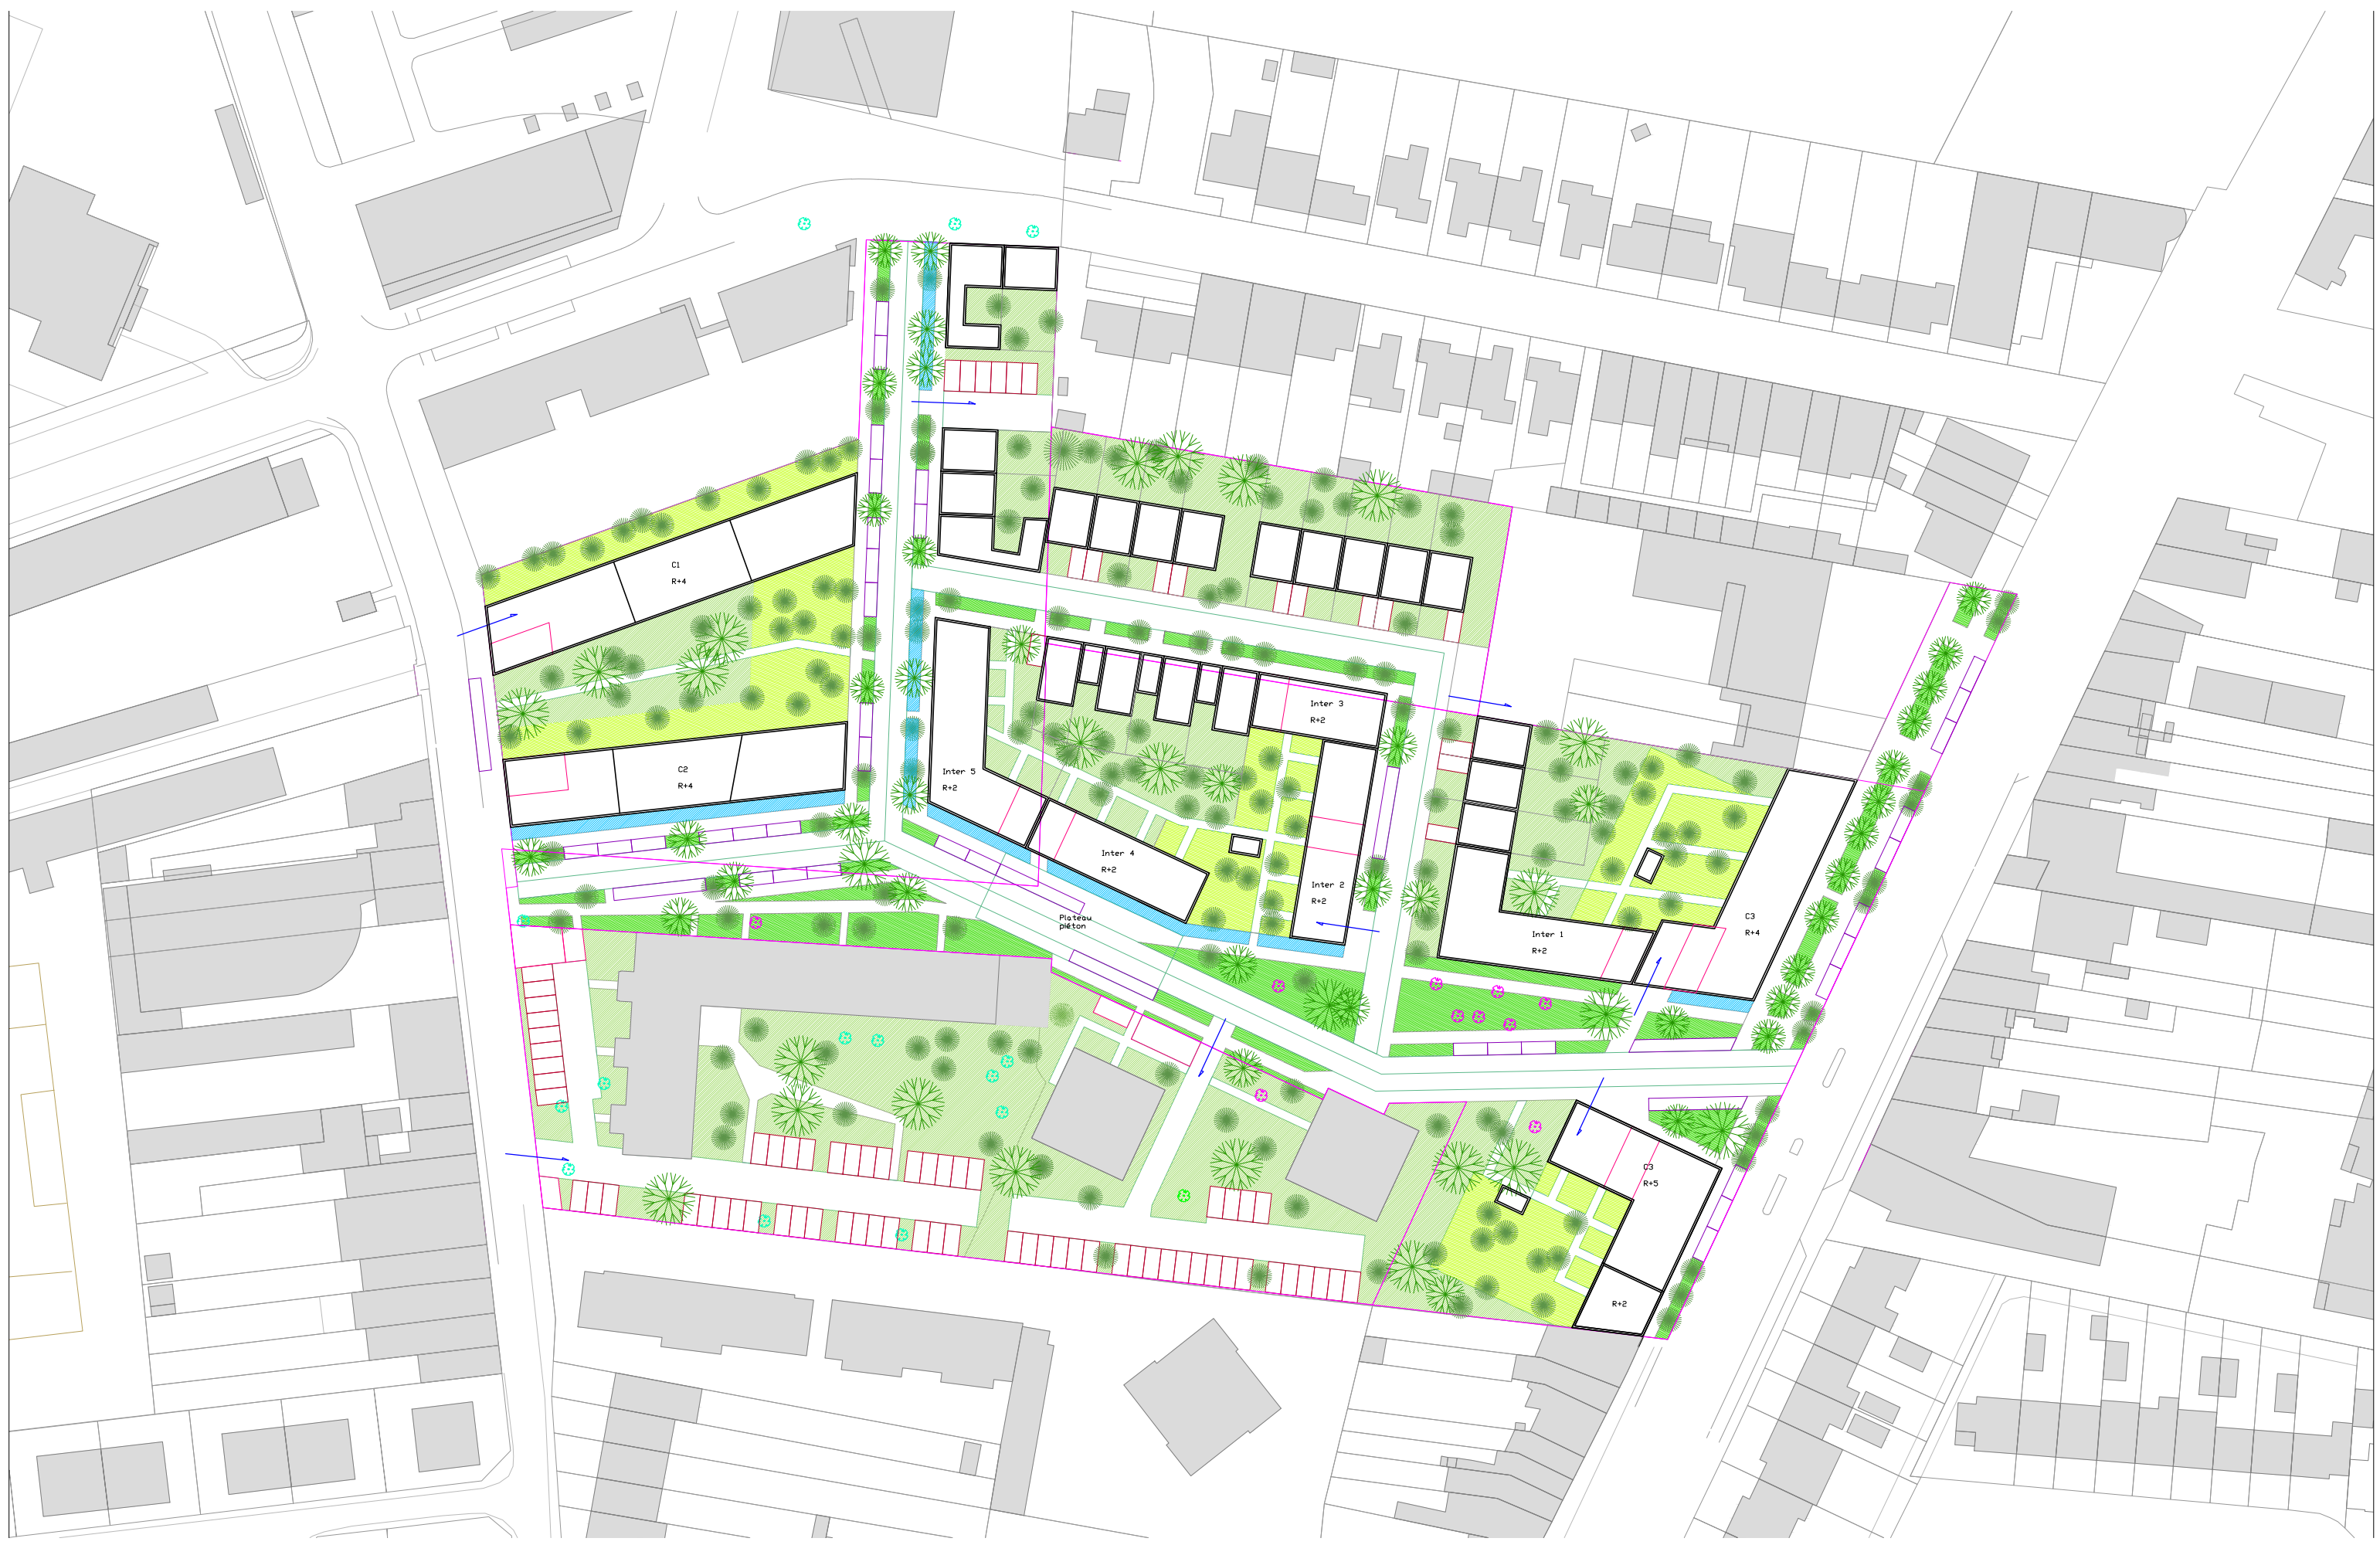 C1
R+4
Inter 3
R+2
C2
R+4
Inter 5
R+2
Inter 4
R+2
Inter 2
R+2
Plateau
piéton
Inter 1
R+2
C3
R+4
C3
R+5
R+2